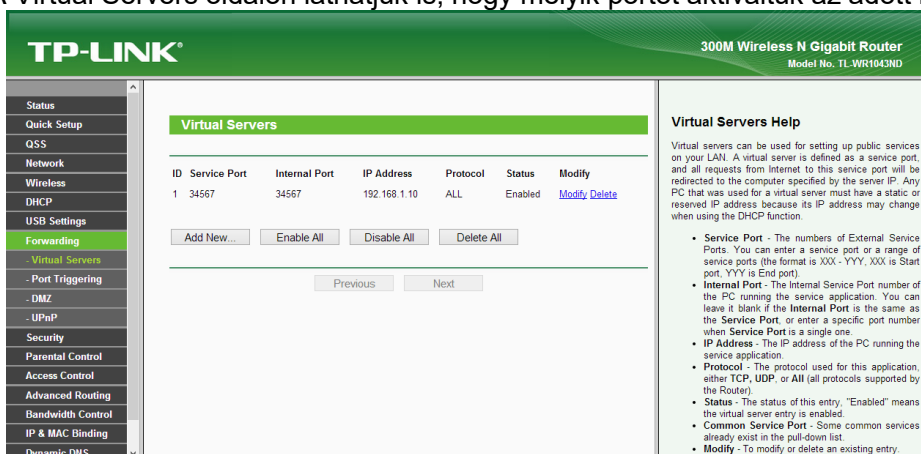 A Virtual Servers oldalon láthatjuk is, hogy melyik portot aktiváltuk az adott
TP-LINK®
300M Wireless N Gigabit Router
Model No. TL-WR1043ND
Status
Quick Setup
QSS
Network
Wireless
DHCP
USB Settings
Forwarding
- Virtual Servers
- Port Triggering
- DMZ
- UPnP
Security
Parental Control
Access Control
Advanced Routing
Bandwidth Control
IP & MAC Binding
Dynamic DNS
Virtual Servers
ID Service Port Internal Port IP Address Protocol Status Modify
1 34567 34567 192.168.1.10 ALL Enabled Modify Delete
Add New... Enable All Disable All Delete All
Previous Next
Virtual Servers Help
Virtual servers can be used for setting up public services
on your LAN. A virtual server is defined as a service port,
and all requests from Internet to this service port will be
redirected to the computer specified by the server IP. Any
PC that was used for a virtual server must have a static or
reserved IP address because its IP address may change
when using the DHCP function.
• Service Port - The numbers of External Service
Ports. You can enter a service port or a range of
service ports (the format is XXX - YYY, XXX is Start
port, YYY is End port).
• Internal Port - The Internal Service Port number of
the PC running the service application. You can
leave it blank if the Internal Port is the same as
the Service Port, or enter a specific port number
when Service Port is a single one.
• IP Address - The IP address of the PC running the
service application.
• Protocol - The protocol used for this application,
either TCP, UDP, or All (all protocols supported by
the Router).
• Status - The status of this entry, "Enabled" means
the virtual server entry is enabled.
• Common Service Port - Some common services
already exist in the pull-down list.
• Modify - To modify or delete an existing entry.